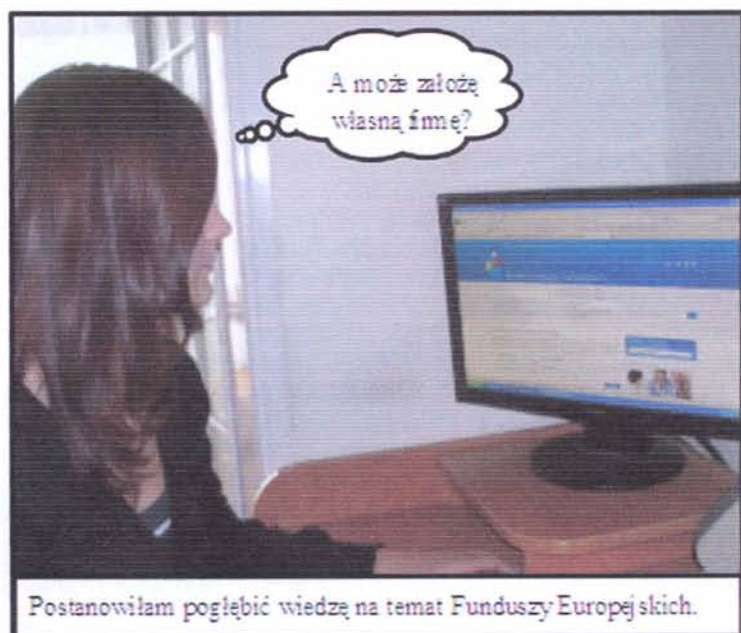 A może założę
własną firmę?
Postanowiłam pogłębić wiedzę na temat Funduszy Europejskich.